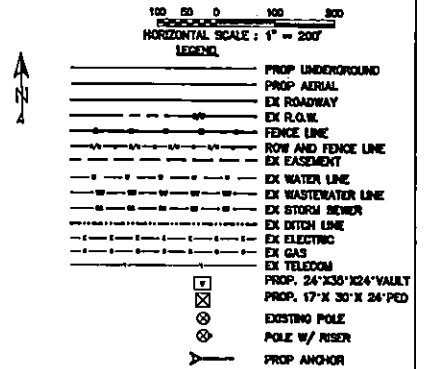 100 50 0 100 200
HORIZONTAL SCALE : 1" = 200'
LEGEND
N
PROP UNDERGROUND
PROP AERIAL
EX ROADWAY
EX R.O.W.
FENCE LINE
ROW AND FENCE LINE
EX EASEMENT
EX WATER LINE
EX WASTEWATER LINE
EX STORM SEWER
EX DITCH LINE
EX ELECTRIC
EX GAS
EX TELECOM
PROP. 24"X36"X24"VAULT
PROP. 17"X 30"X 24"PED
EXISTING POLE
POLE W/ RISER
PROP ANCHOR